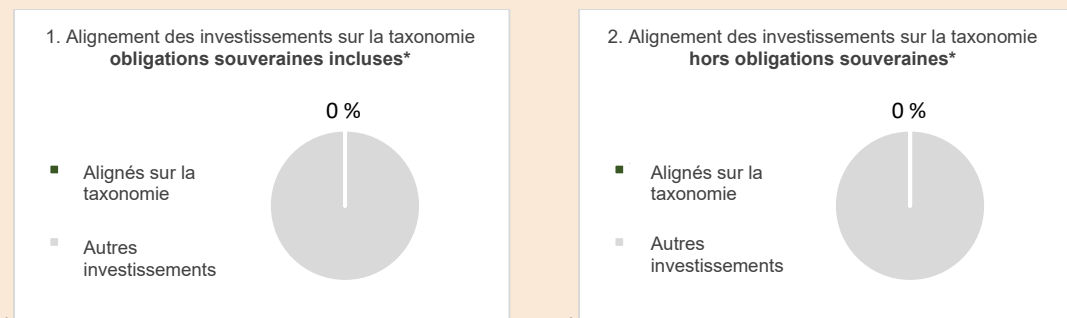 1. Alignement des investissements sur la taxonomie
obligations souveraines incluses*
0 %
Alignés sur la
taxonomie
Autres
investissements
2. Alignement des investissements sur la taxonomie
hors obligations souveraines*
0 %
Alignés sur la
taxonomie
Autres
investissements